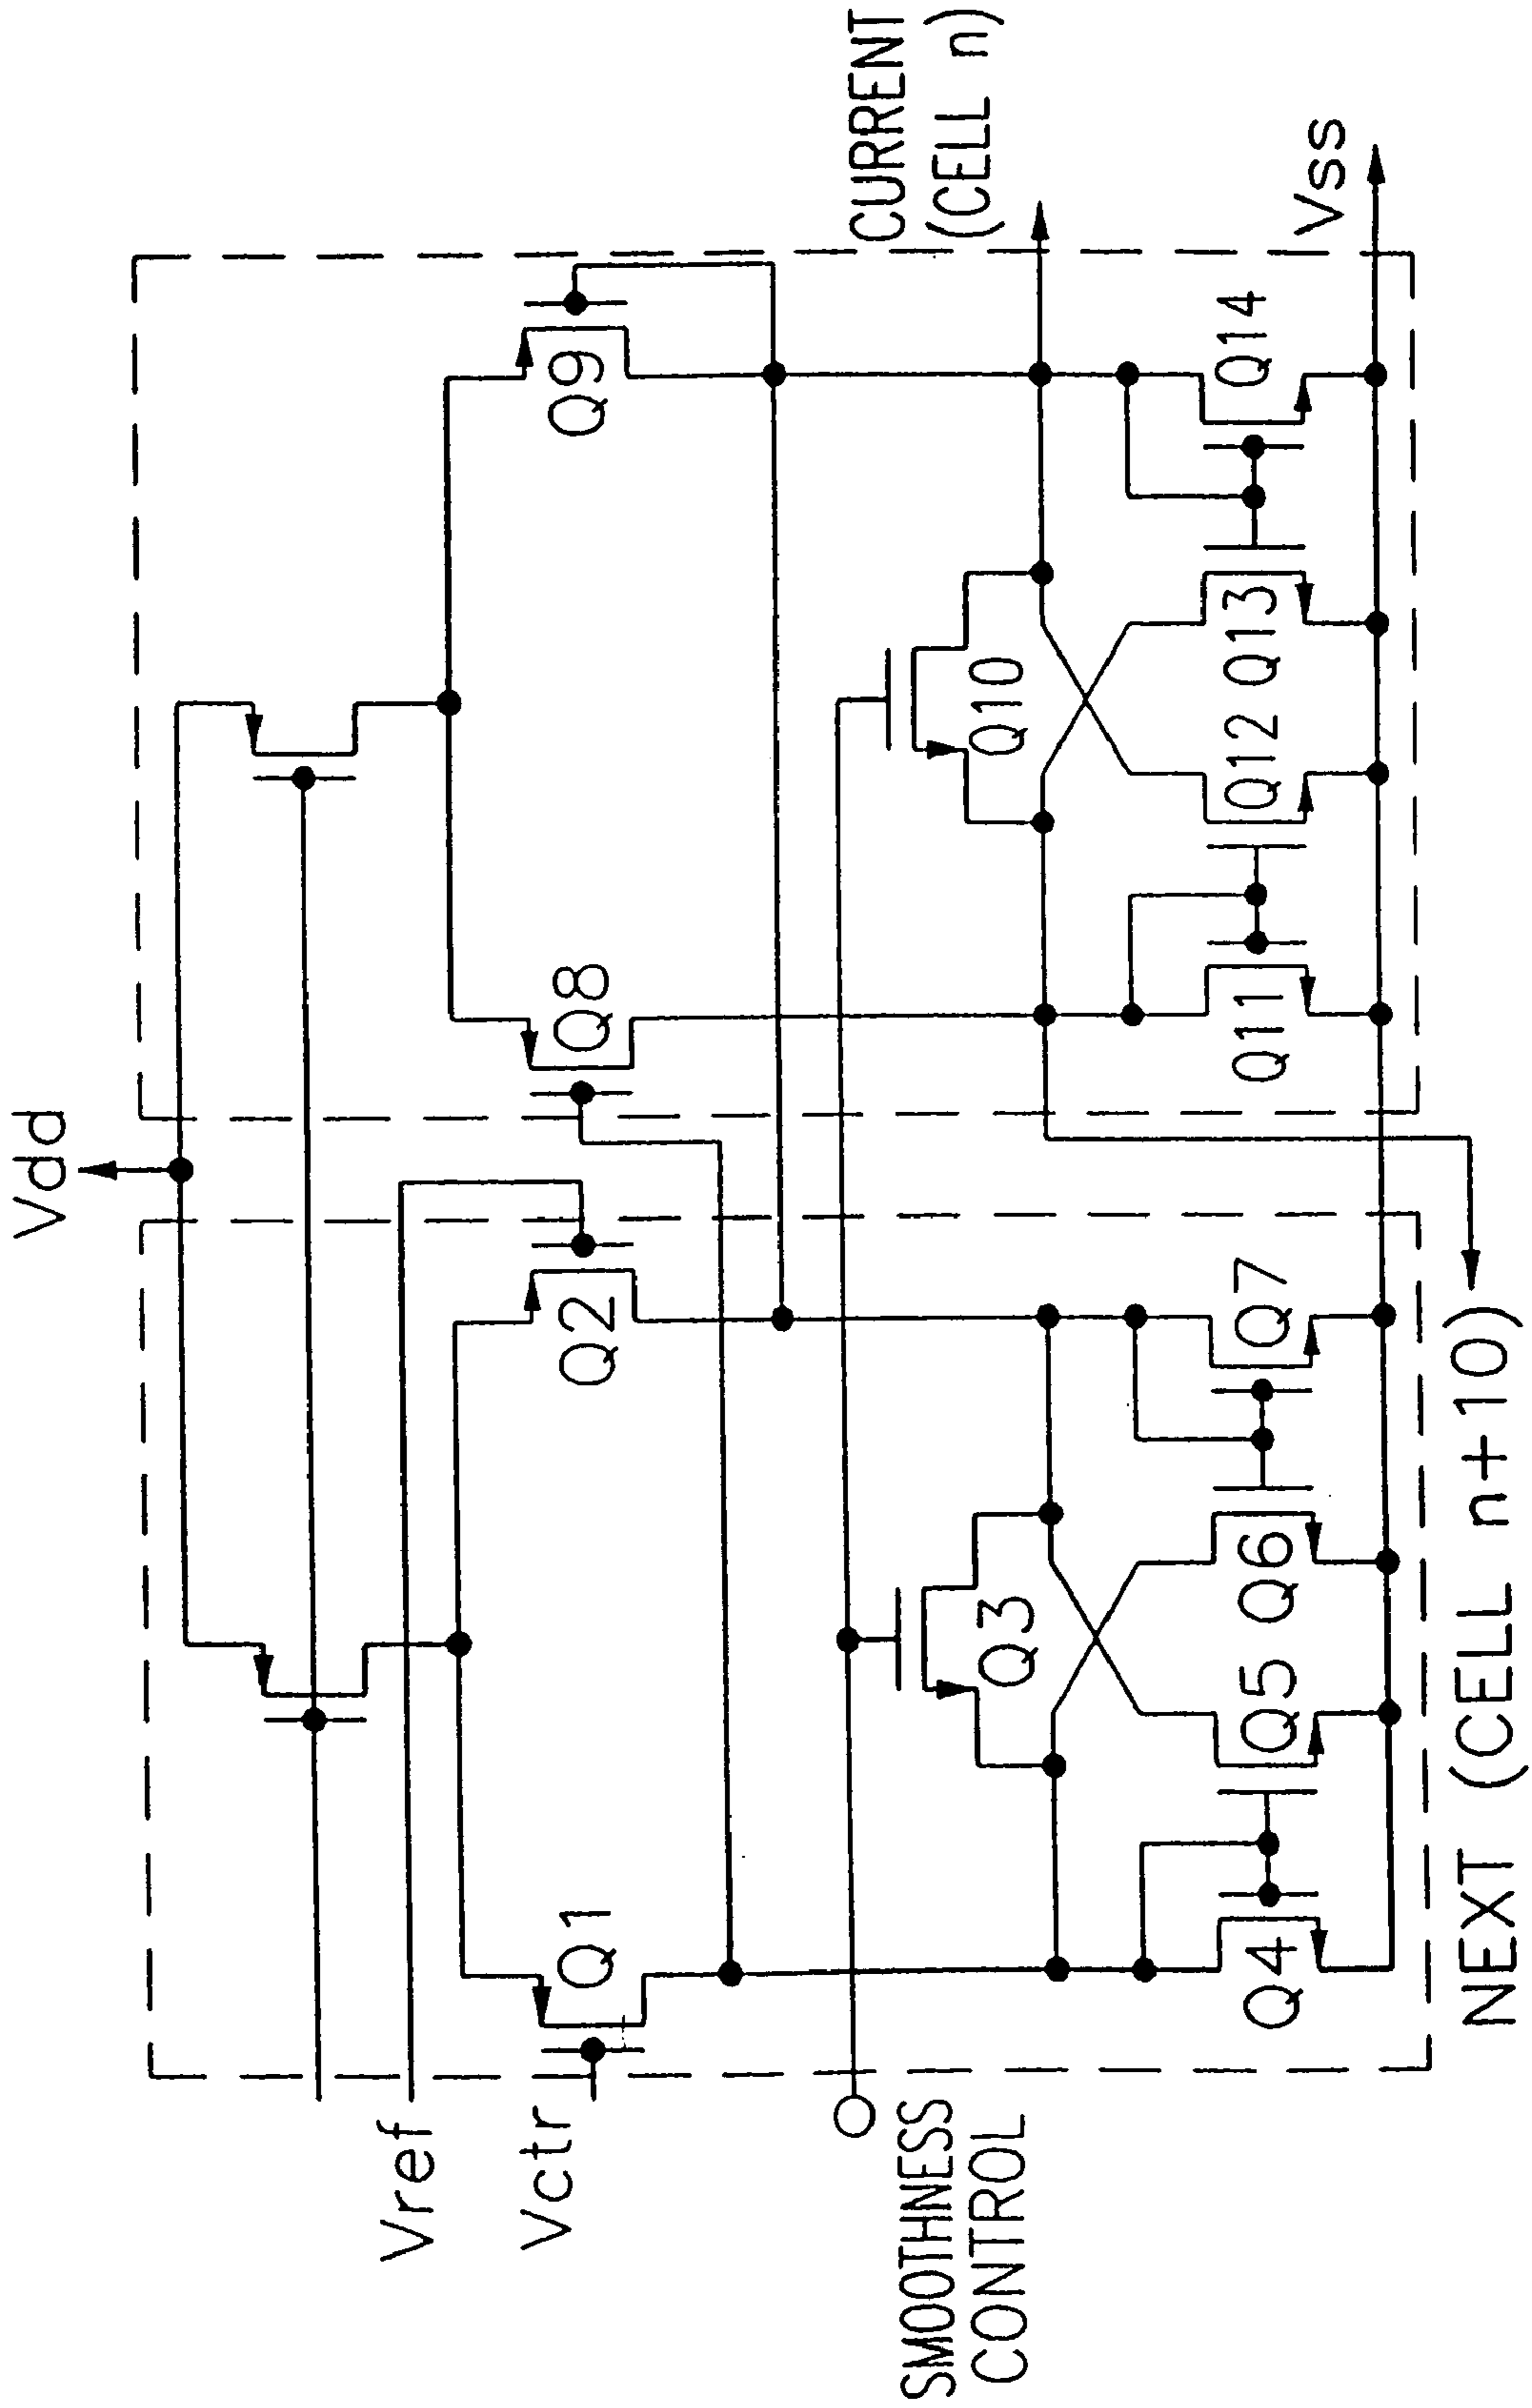 Vdd
Vref
Vctr
Q1
Q2
Q8
Q9
SMOOTHNESS
CONTROL
Q3
Q10
CURRENT
(CELL n)
Q4
Q5
Q6
Q7
Q11
Q12
Q13
Q14
Vss
NEXT (CELL n+10)